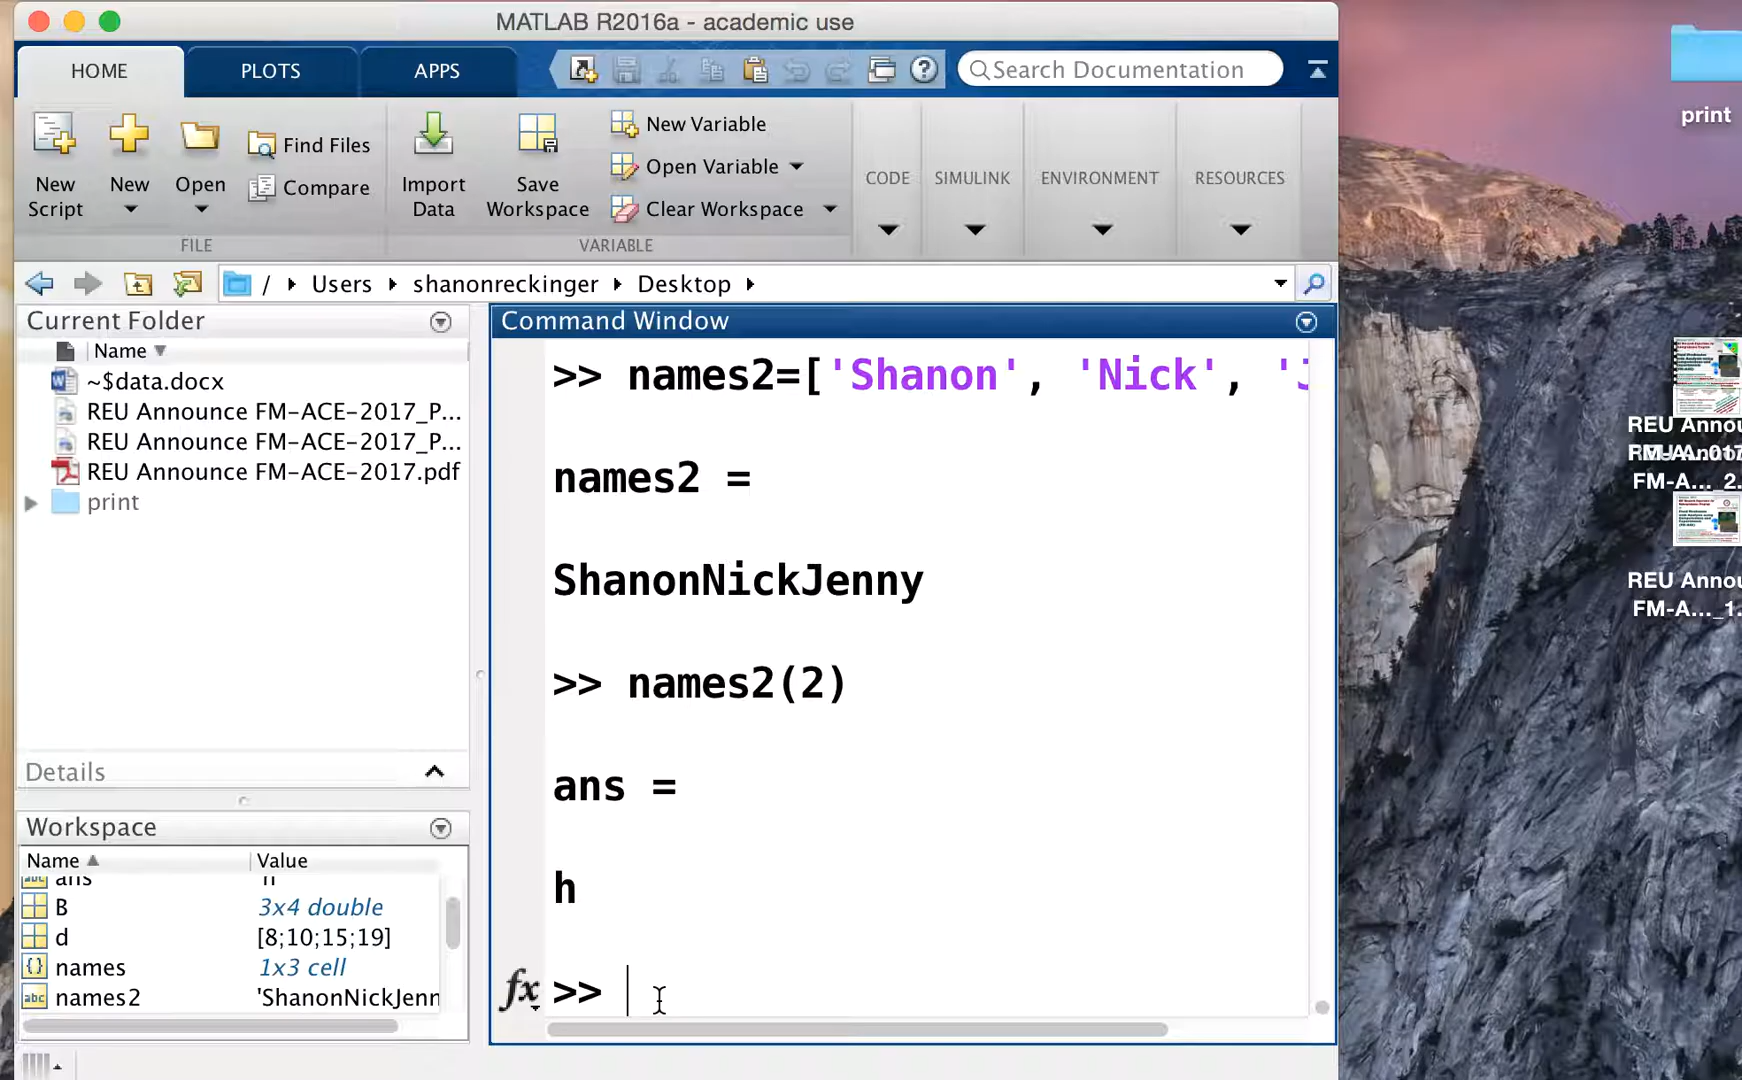 MATLAB R2016a - academic use
HOME
PLOTS
APPS
Search Documentation
New Script
New
Open
Find Files
Compare
Import Data
Save Workspace
New Variable
Open Variable
Clear Workspace
CODE
SIMULINK
ENVIRONMENT
RESOURCES
FILE
VARIABLE
/ Users shanonreckinger Desktop
Current Folder
Name
~$data.docx
REU Announce FM-ACE-2017_P...
REU Announce FM-ACE-2017_P...
REU Announce FM-ACE-2017.pdf
print
Details
Workspace
Name Value
ans 'h'
B 3x4 double
d [8;10;15;19]
names 1x3 cell
names2 'ShanonNickJenn
Command Window
>> names2=['Shanon', 'Nick', 'J
names2 =
ShanonNickJenny
>> names2(2)
ans =
h
fx >>
print
REU Annou
FM-A..._2.
REU Annou
FM-A..._1.